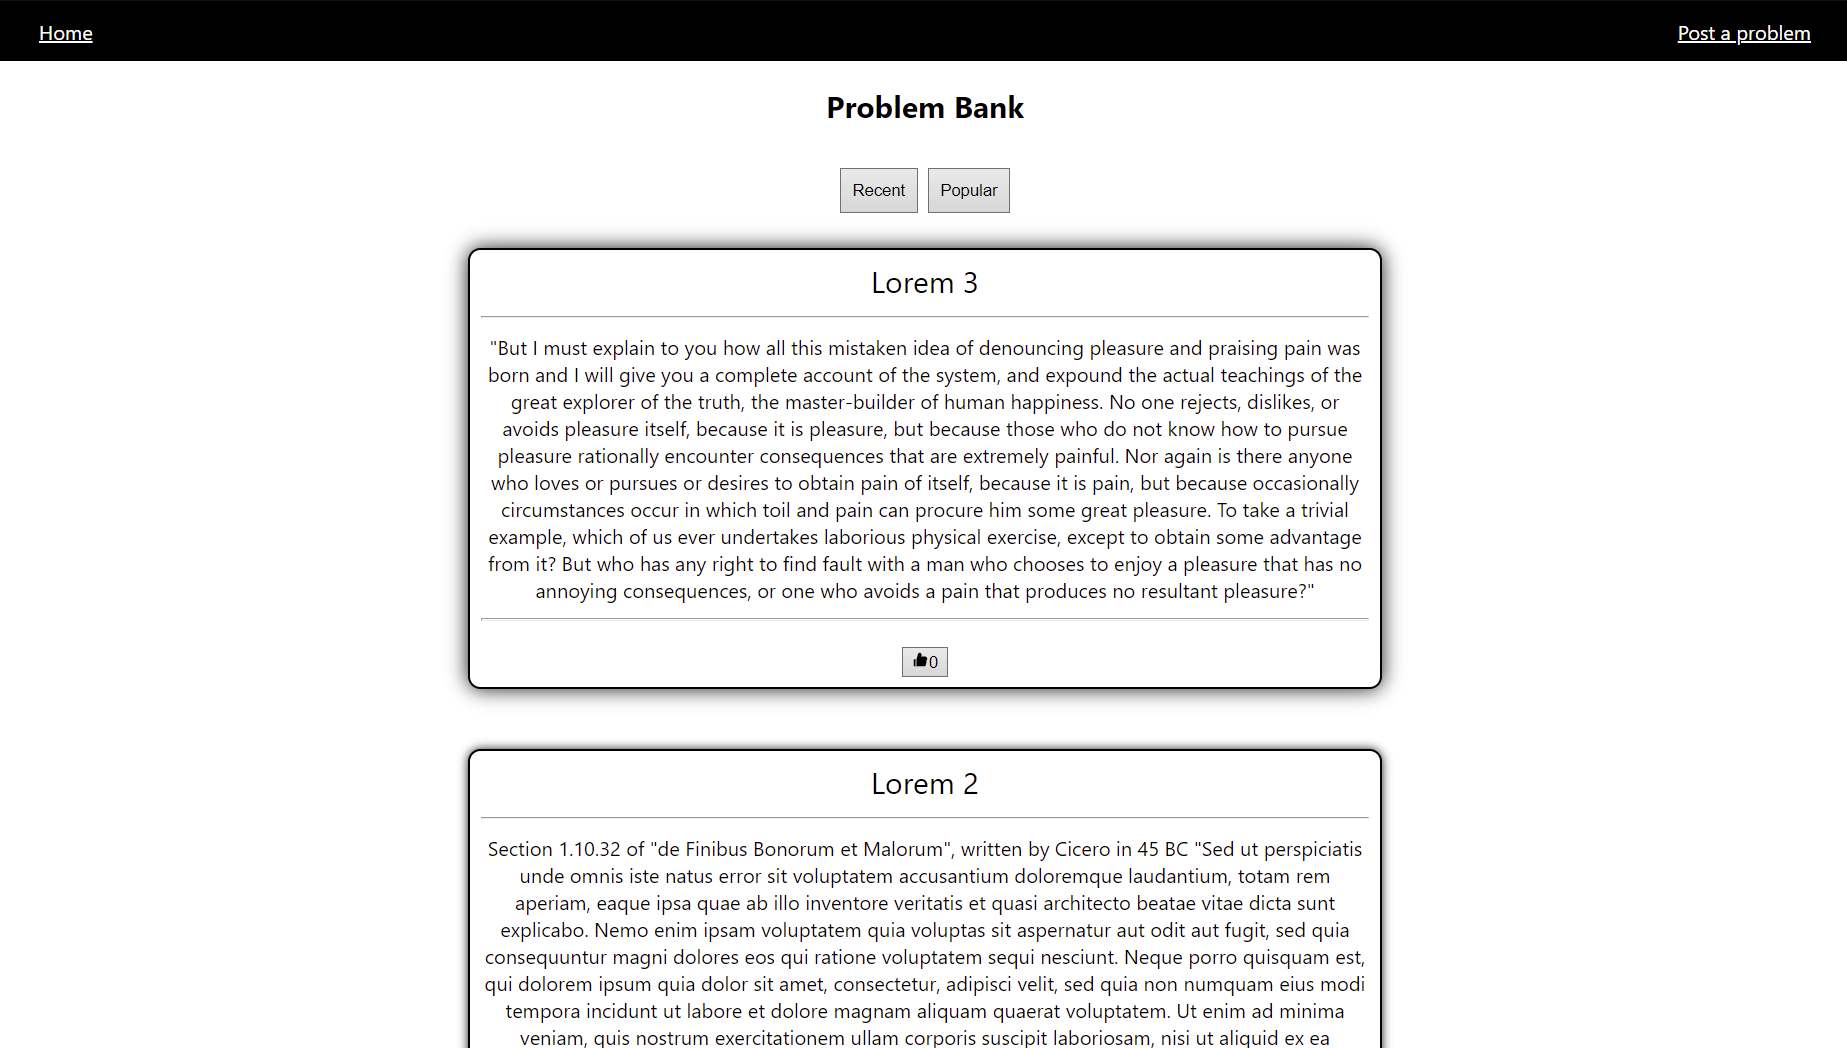 Home
Post a problem
Problem Bank
Recent
Popular
Lorem 3
"But I must explain to you how all this mistaken idea of denouncing pleasure and praising pain was
born and I will give you a complete account of the system, and expound the actual teachings of the
great explorer of the truth, the master-builder of human happiness. No one rejects, dislikes, or
avoids pleasure itself, because it is pleasure, but because those who do not know how to pursue
pleasure rationally encounter consequences that are extremely painful. Nor again is there anyone
who loves or pursues or desires to obtain pain of itself, because it is pain, but because occasionally
circumstances occur in which toil and pain can procure him some great pleasure. To take a trivial
example, which of us ever undertakes laborious physical exercise, except to obtain some advantage
from it? But who has any right to find fault with a man who chooses to enjoy a pleasure that has no
annoying consequences, or one who avoids a pain that produces no resultant pleasure?"
0
Lorem 2
Section 1.10.32 of "de Finibus Bonorum et Malorum", written by Cicero in 45 BC "Sed ut perspiciatis
unde omnis iste natus error sit voluptatem accusantium doloremque laudantium, totam rem
aperiam, eaque ipsa quae ab illo inventore veritatis et quasi architecto beatae vitae dicta sunt
explicabo. Nemo enim ipsam voluptatem quia voluptas sit aspernatur aut odit aut fugit, sed quia
consequuntur magni dolores eos qui ratione voluptatem sequi nesciunt. Neque porro quisquam est,
qui dolorem ipsum quia dolor sit amet, consectetur, adipisci velit, sed quia non numquam eius modi
tempora incidunt ut labore et dolore magnam aliquam quaerat voluptatem. Ut enim ad minima
veniam, quis nostrum exercitationem ullam corporis suscipit laboriosam, nisi ut aliquid ex ea